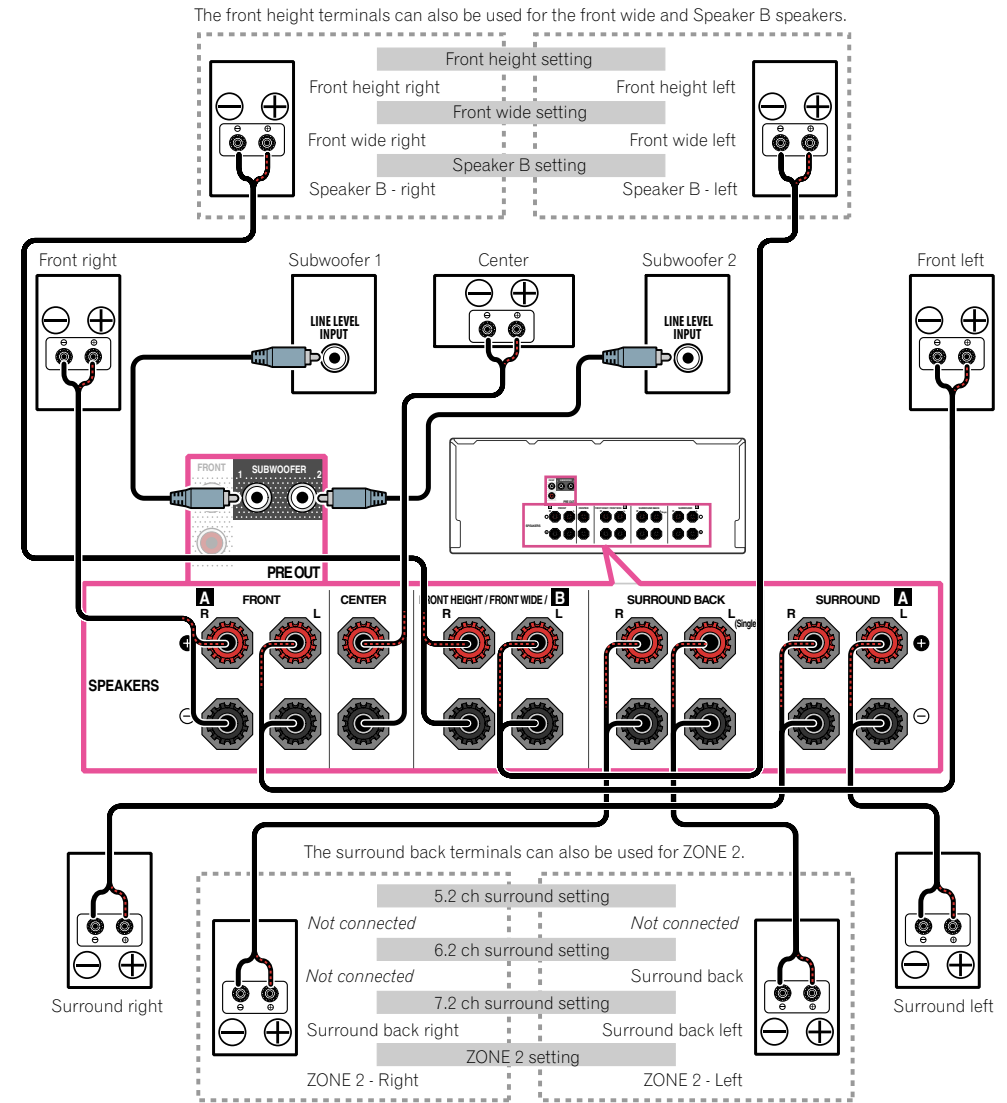 The front height terminals can also be used for the front wide and Speaker B speakers.
Front height setting
Front height right
Front height left
Front wide setting
Front wide right
Front wide left
Speaker B setting
Speaker B - right
Speaker B - left
Front right
Subwoofer 1
Center
Subwoofer 2
Front left
LINE LEVEL
INPUT
LINE LEVEL
INPUT
FRONT
SUBWOOFER
1
2
PRE OUT
PRE OUT
SPEAKERS
A
FRONT
CENTER
RONT HEIGHT / FRONT WIDE /
B
SURROUND BACK
SURROUND
A
R
L
R
L
R
L
(Single
R
L
SPEAKERS
The surround back terminals can also be used for ZONE 2.
5.2 ch surround setting
Not connected
Not connected
6.2 ch surround setting
Not connected
Surround back
7.2 ch surround setting
Surround back right
Surround back left
ZONE 2 setting
ZONE 2 - Right
ZONE 2 - Left
Surround right
Surround left